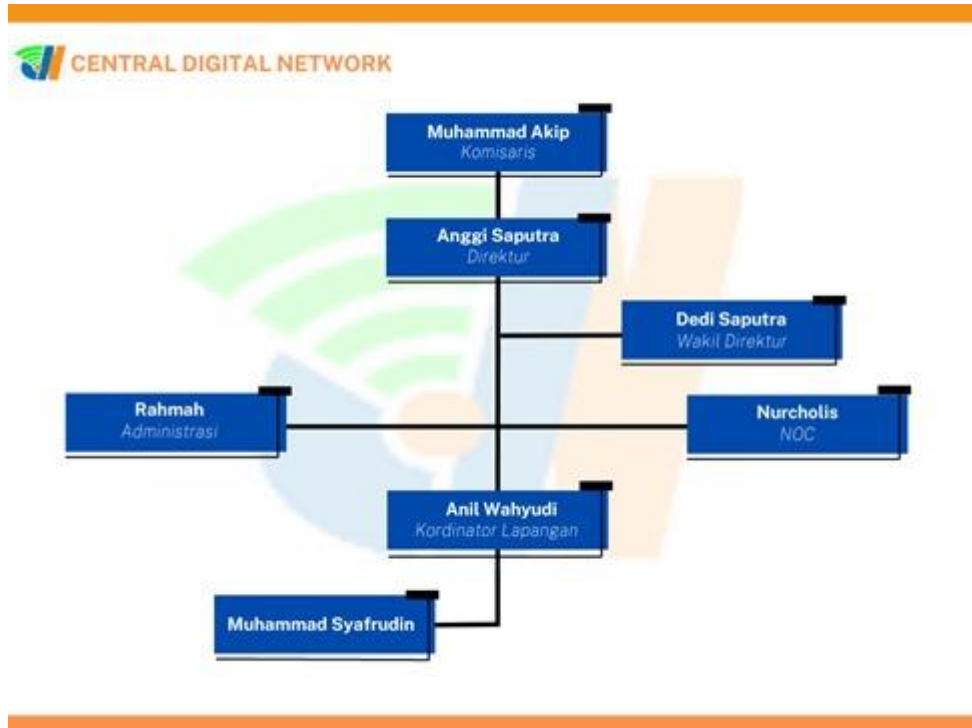 CENTRAL DIGITAL NETWORK
Muhammad Akip
Komisaris
Anggi Saputra
Direktur
Dedi Saputra
Wakil Direktur
Rahmah
Administrasi
Nurcholis
NOC
Anil Wahyudi
Kordinator Lapangan
Muhammad Syafrudin